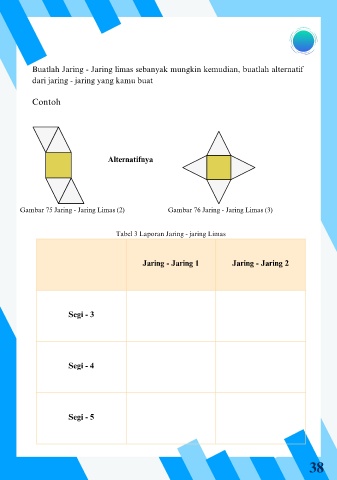 Buatlah Jaring - Jaring limas sebanyak mungkin kemudian, buatlah alternatif
dari jaring - jaring yang kamu buat
Contoh
Alternatifnya
Gambar 75 Jaring - Jaring Limas (2)
Gambar 76 Jaring - Jaring Limas (3)
Tabel 3 Laporan Jaring - jaring Limas
Jaring - Jaring 1
Jaring - Jaring 2
Segi - 3
Segi - 4
Segi - 5
38